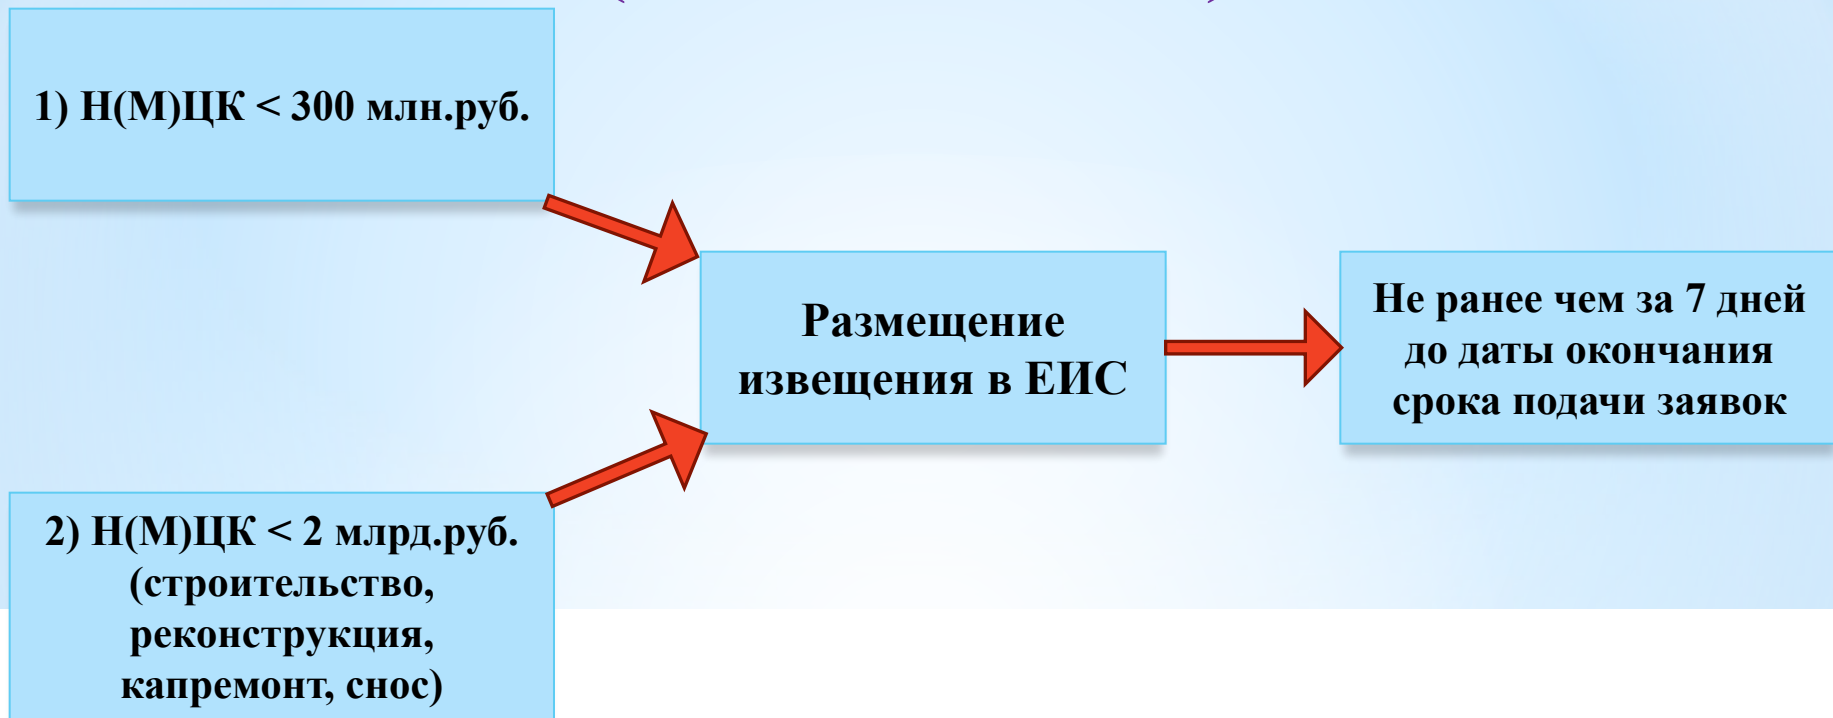 1) Н(М)ЦК < 300 млн.руб.
Размещение
извещения в ЕИС
Не ранее чем за 7 дней
до даты окончания
срока подачи заявок
2) Н(М)ЦК < 2 млрд.руб.
(строительство,
реконструкция,
капремонт, снос)